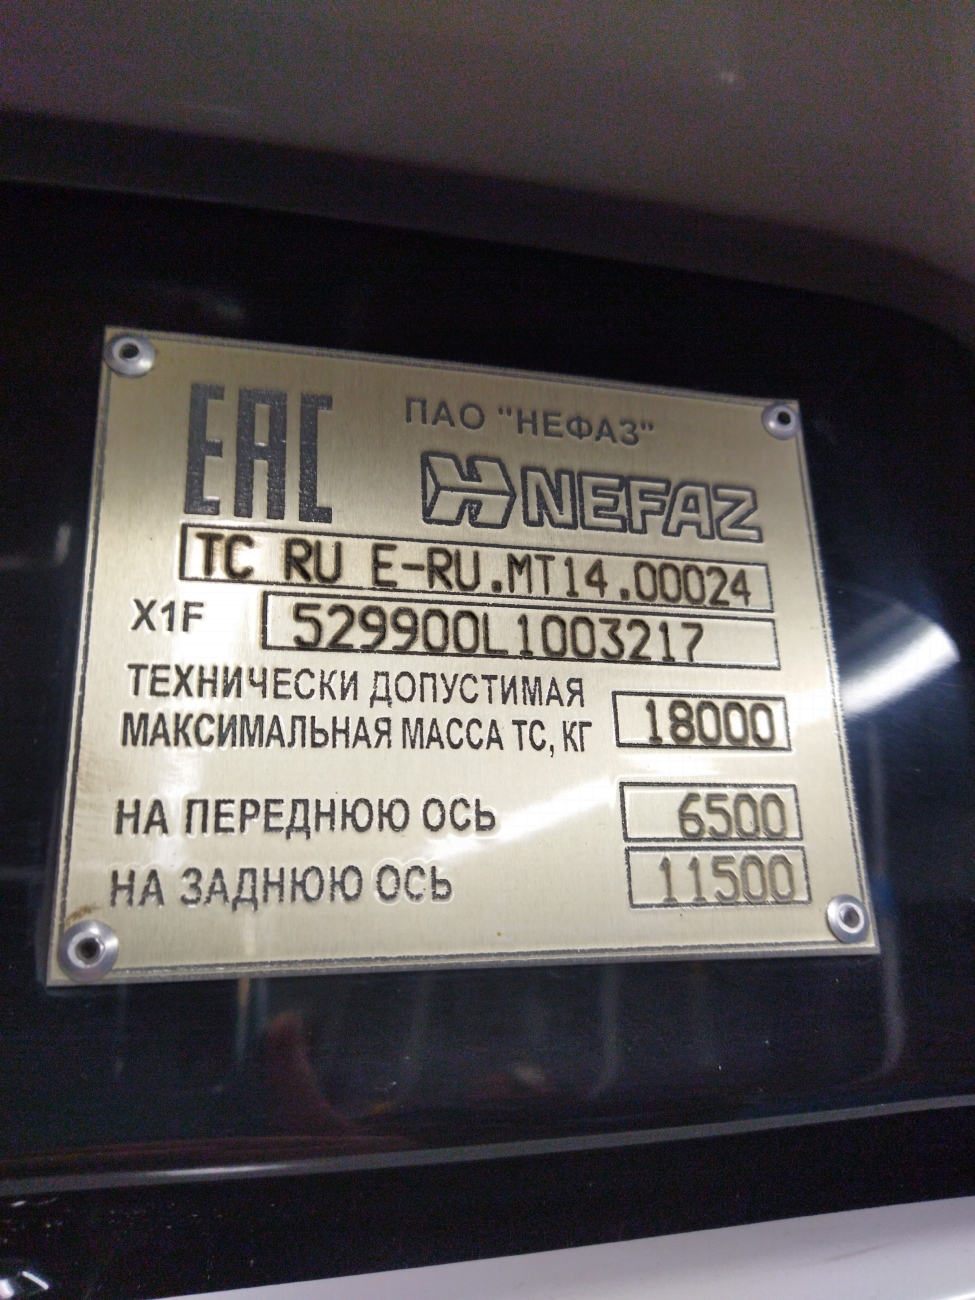 EAC
ПАО "НЕФАЗ"
NEFAZ
ТС RU E-RU.MT14.00024
X1F 529900L1003217
ТЕХНИЧЕСКИ ДОПУСТИМАЯ
МАКСИМАЛЬНАЯ МАССА ТС, КГ 18000
НА ПЕРЕДНЮЮ ОСЬ 6500
НА ЗАДНЮЮ ОСЬ 11500